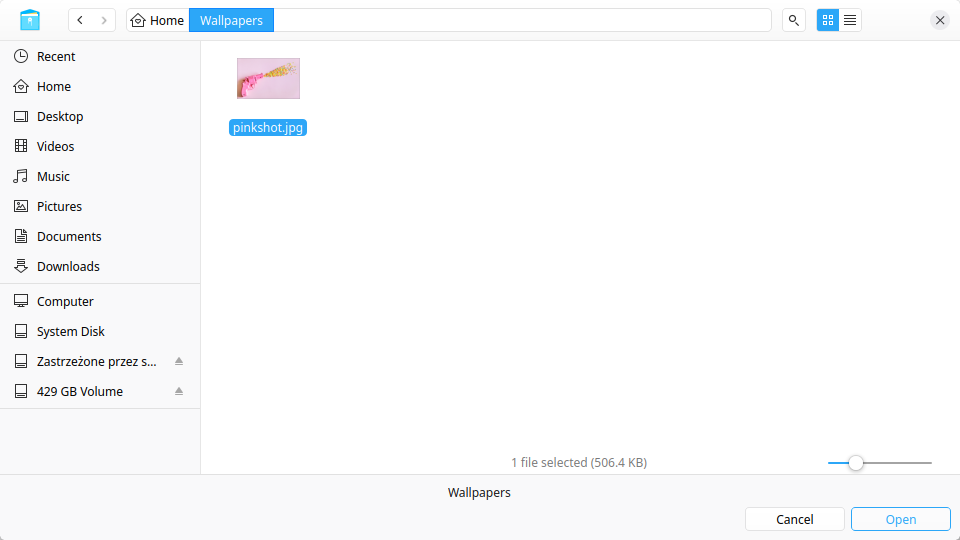 Home
Wallpapers
Recent
Home
Desktop
Videos
Music
Pictures
Documents
Downloads
Computer
System Disk
Zastrzeżone przez s...
429 GB Volume
pinkshot.jpg
1 file selected (506.4 KB)
Wallpapers
Cancel
Open